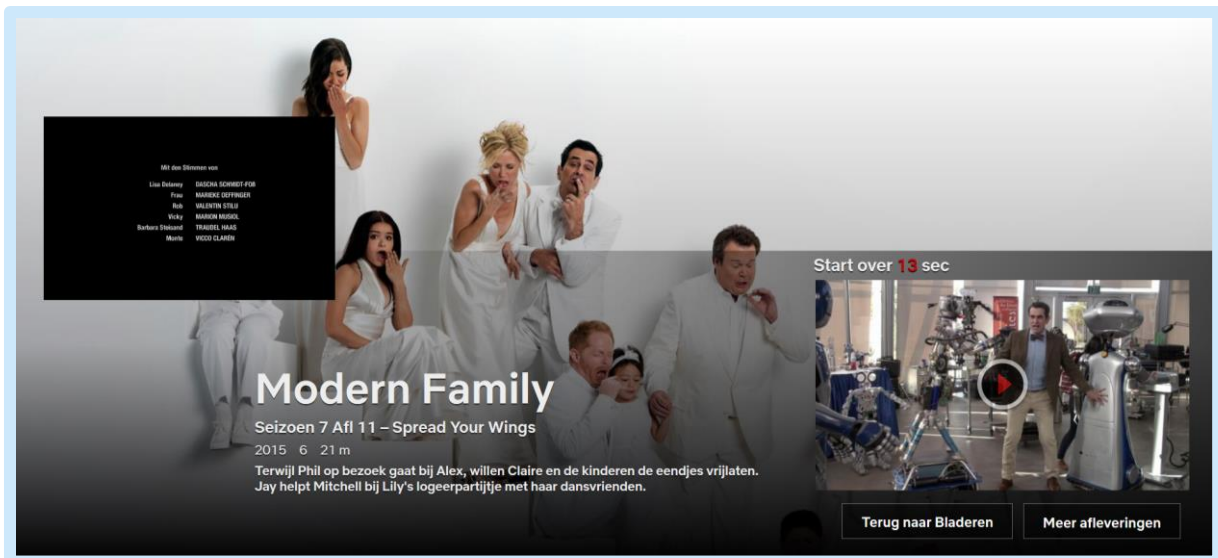 Mit den Stimmen von
Lisa Delaney DASCHA SCHMIDT-FOß
Frau MARIEKE OEFFINGER
Rob VALENTIN STILU
Vicky MARION MUSIOL
Barbara Støksand TRAUDEL HAAS
Monte VICCO CLARÉN
Start over 13 sec
Modern Family
Seizoen 7 Afl 11 – Spread Your Wings
2015 6 21 m
Terwijl Phil op bezoek gaat bij Alex, willen Claire en de kinderen de eendjes vrijlaten.
Jay helpt Mitchell bij Lily's logeerpartijtje met haar dansvrienden.
Terug naar Bladeren
Meer afleveringen